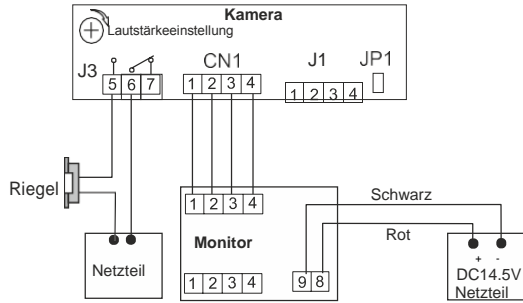 Kamera
Lautstärkeeinstellung
J3
CN1
J1
JP1
5 6 7
1 2 3 4
1 2 3 4
Riegel
1 2 3 4
Schwarz
Monitor
Rot
9 8
+ -
Netzteil
1 2 3 4
DC14.5V
Netzteil